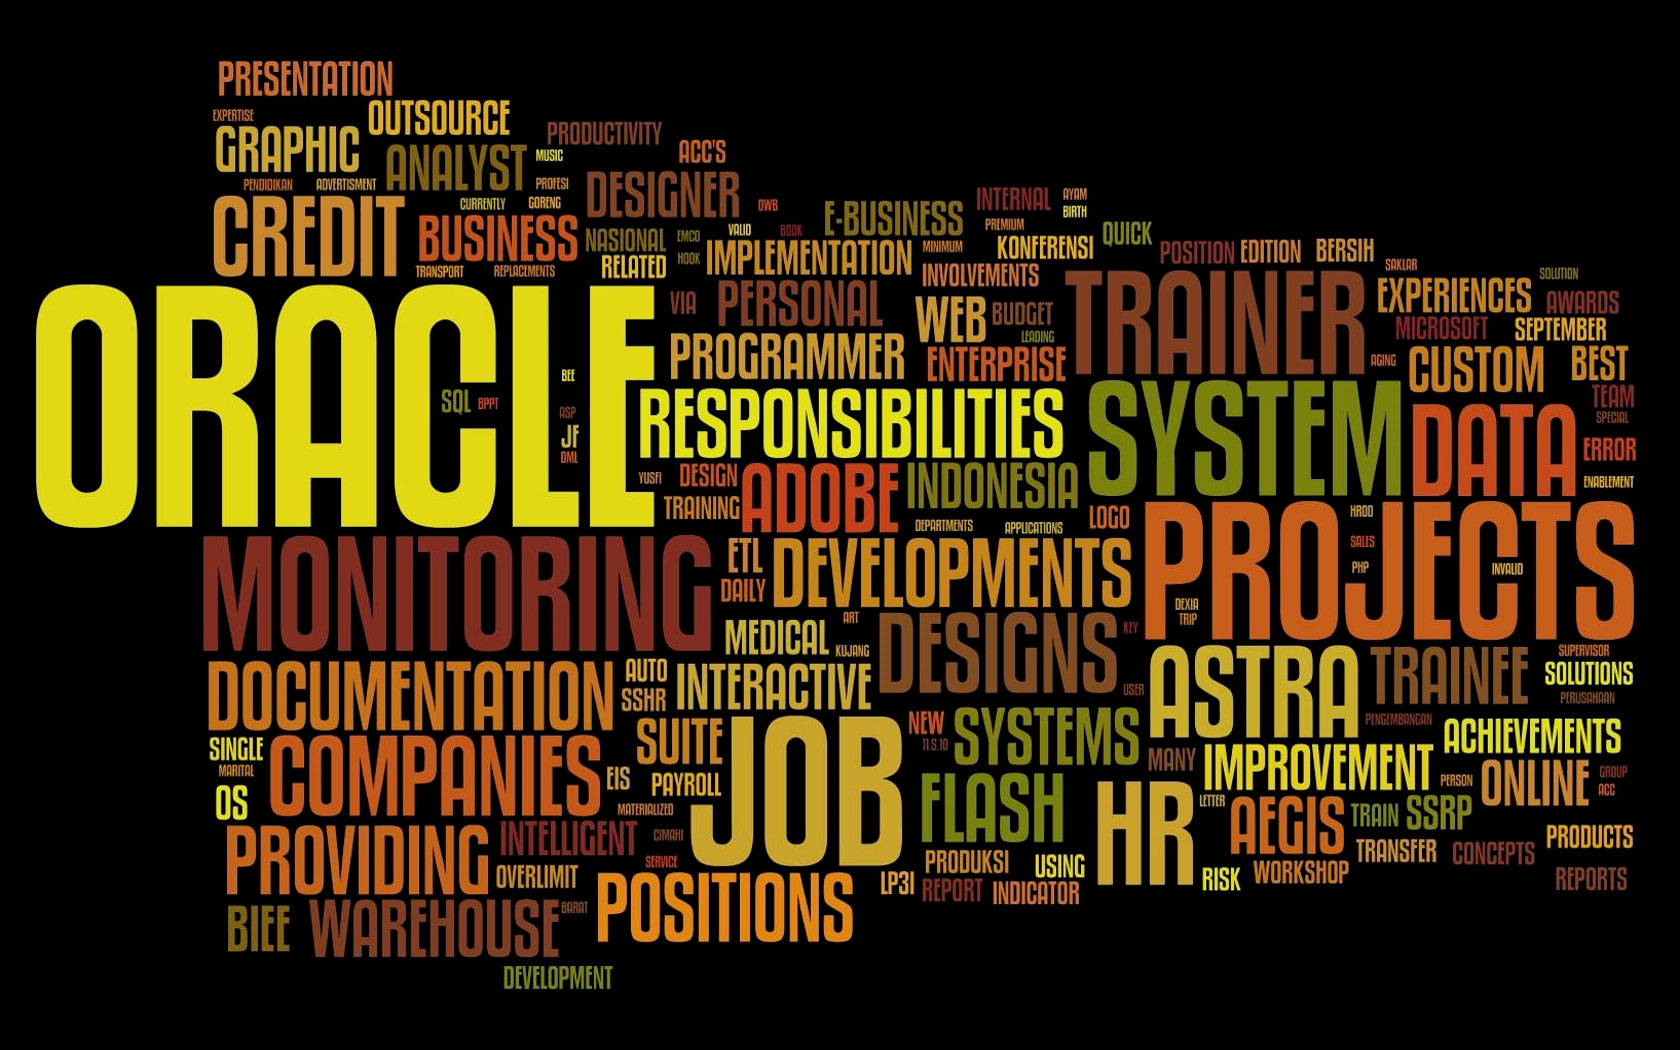 PRESENTATION
EXPERTISE
OUTSOURCE
GRAPHIC
PRODUCTIVITY
ANALYST
MUSIC
ACC'S
PENDIDIKAN
ADVERTISMENT
PROFESI
DESIGNER
CREDIT
CURRENTLY
GORENG
OWB
INTERNAL
AYAM
BIRTH
BUSINESS
NASIONAL
EMCO
VALID
BOOK
E-BUSINESS
PREMIUM
QUICK
TRANSPORT
REPLACEMENTS
RELATED
HOOK
IMPLEMENTATION
MINIMUM
KONFERENSI
POSITION
EDITION
BERSIH
SAKLAR
SOLUTION
INVOLVEMENTS
ORACLE
VIA
PERSONAL
WEB
BUDGET
LEADING
TRAINER
EXPERIENCES
AWARDS
MICROSOFT
SEPTEMBER
PROGRAMMER
ENTERPRISE
AGING
CUSTOM
BEST
TEAM
SPECIAL
BEE
SQL
BPPT
ASP
JF
DML
RESPONSIBILITIES
SYSTEM
DATA
ERROR
ENABLEMENT
YUSFI
DESIGN
ADOBE
INDONESIA
TRAINING
DEPARTMENTS
APPLICATIONS
LOGO
PROJECTS
HRDD
SALES
PHP
INVALID
DEXIA
TRIP
MONITORING
ETL
DAILY
DEVELOPMENTS
ART
MEDICAL
KUJANG
DESIGNS
KEY
USER
ASTRA
TRAINEE
SUPERVISOR
SOLUTIONS
PERUSAHAAN
DOCUMENTATION
AUTO
SSHR
INTERACTIVE
PENGEMBANGAN
ACHIEVEMENTS
SINGLE
MARITAL
COMPANIES
SUITE
JOB
NEW
11.5.10
SYSTEMS
MANY
IMPROVEMENT
PERSON
ONLINE
GROUP
ACC
OS
EIS
PAYROLL
MATERIALIZED
FLASH
HR
LETTER
AEGIS
TRAIN
SSRP
PROVIDING
INTELLIGENT
CIMAHI
SERVICE
PRODUKSI
USING
WORKSHOP
TRANSFER
CONCEPTS
PRODUCTS
OVERLIMIT
LP3I
REPORT
INDICATOR
RISK
REPORTS
BIEE
WAREHOUSE
BARAT
POSITIONS
DEVELOPMENT